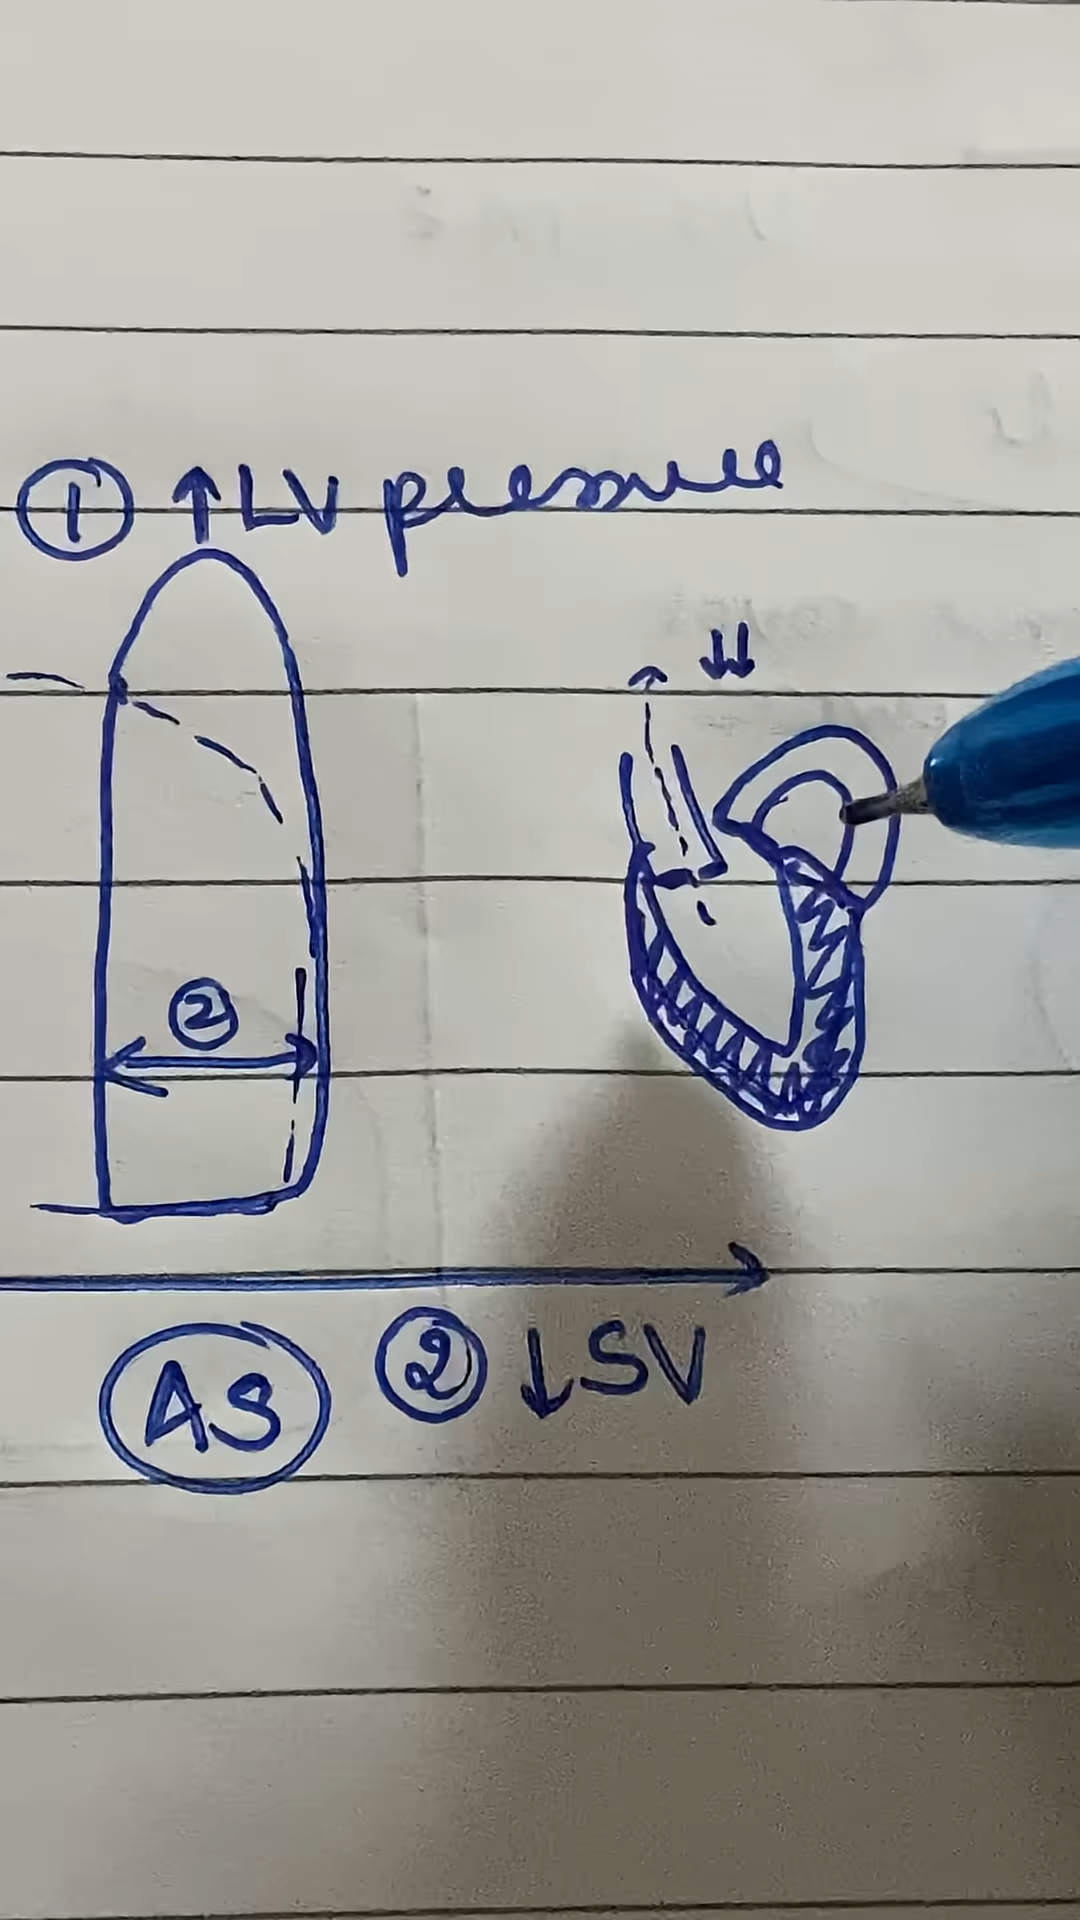 ① ↑ LV pressure
↓↓
②
AS ② ↓ SV